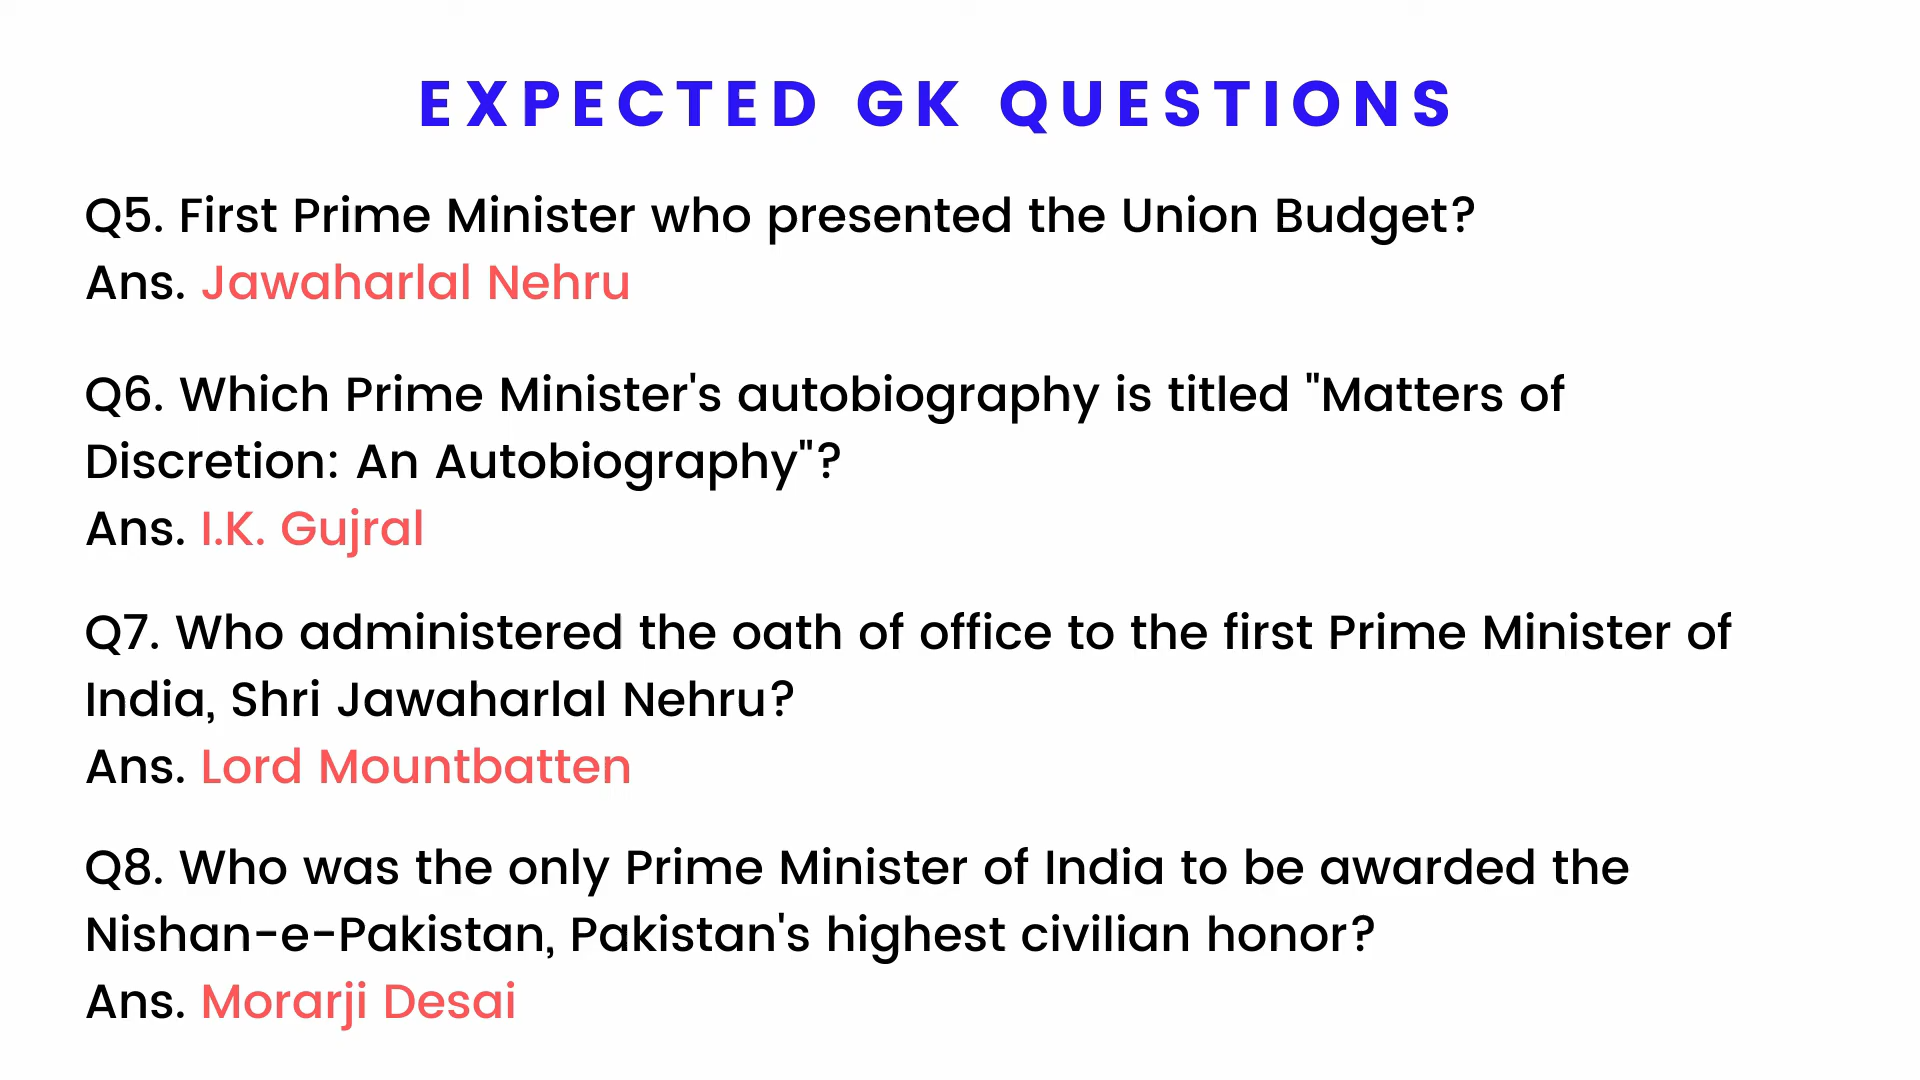 EXPECTED GK QUESTIONS
Q5. First Prime Minister who presented the Union Budget?
Ans. Jawaharlal Nehru
Q6. Which Prime Minister's autobiography is titled "Matters of
Discretion: An Autobiography"?
Ans. I.K. Gujral
Q7. Who administered the oath of office to the first Prime Minister of
India, Shri Jawaharlal Nehru?
Ans. Lord Mountbatten
Q8. Who was the only Prime Minister of India to be awarded the
Nishan-e-Pakistan, Pakistan's highest civilian honor?
Ans. Morarji Desai